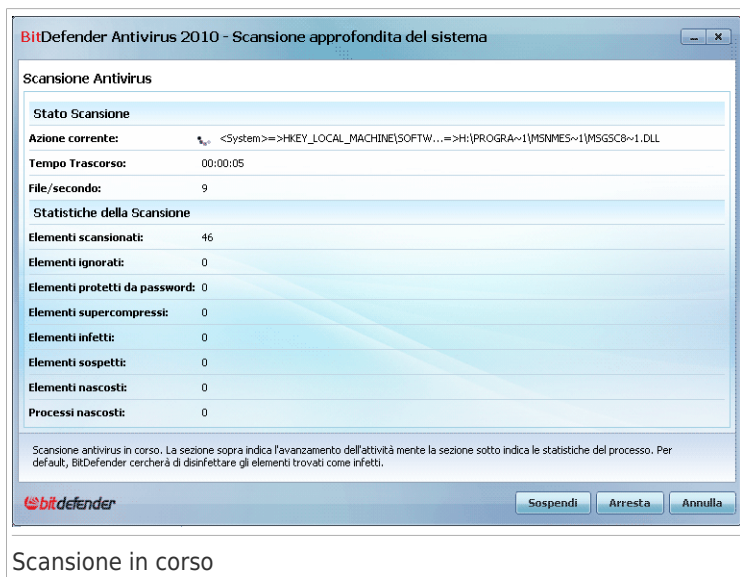 BitDefender Antivirus 2010 - Scansione approfondita del sistema
Scansione Antivirus
Stato Scansione
Azione corrente: <System>=>HKEY_LOCAL_MACHINE\SOFTW...=>H:\PROGRA~1\MSNMES~1\MSGSC8~1.DLL
Tempo Trascorso: 00:00:05
File/secondo: 9
Statistiche della Scansione
Elementi scansionati: 46
Elementi ignorati: 0
Elementi protetti da password: 0
Elementi supercompressi: 0
Elementi infetti: 0
Elementi sospetti: 0
Elementi nascosti: 0
Processi nascosti: 0
Scansione antivirus in corso. La sezione sopra indica l'avanzamento dell'attività mente la sezione sotto indica le statistiche del processo. Per
default, BitDefender cercherà di disinfettare gli elementi trovati come infetti.
bitdefender Sospendi Arresta Annulla
Scansione in corso